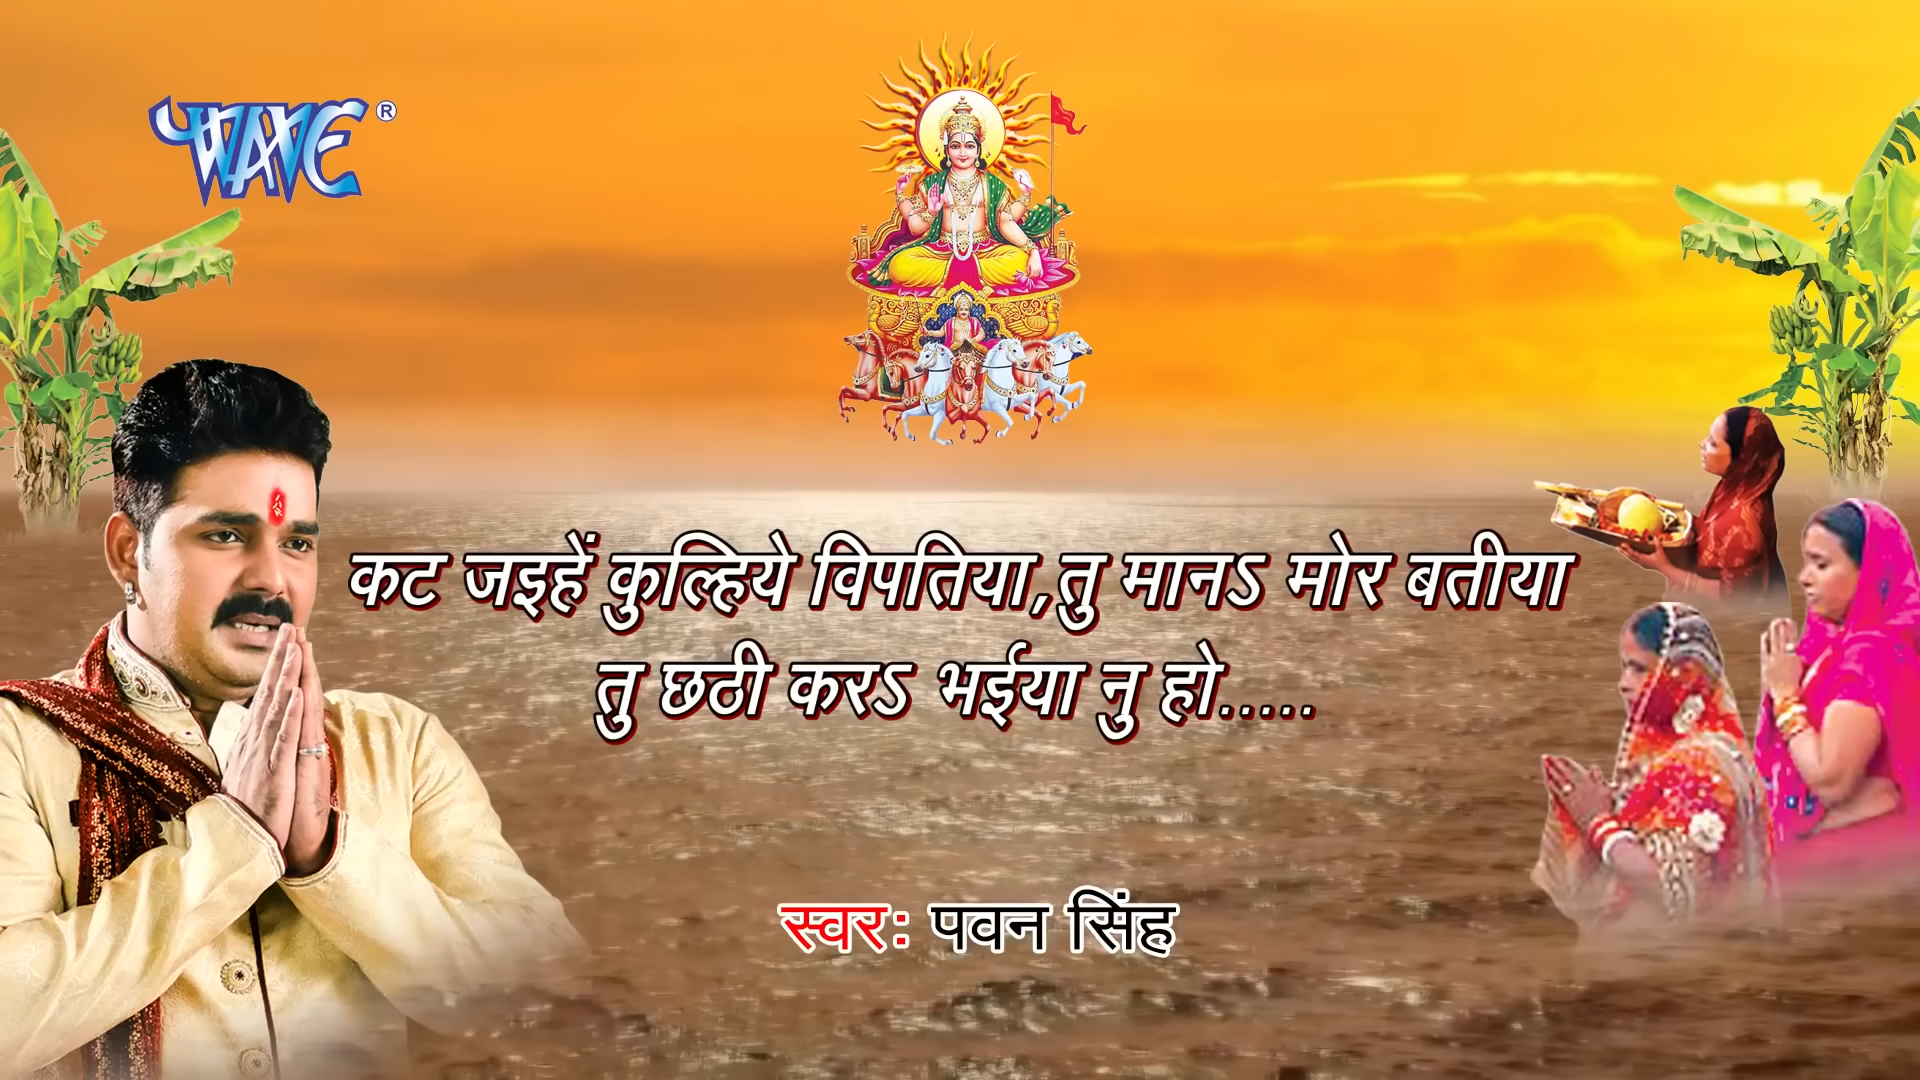 WAVE®
कट जइहें कुल्हिये विपतिया,तु मानऽ मोर बतीया
तु छठी करऽ भईया नु हो.....
स्वरः पवन सिंह